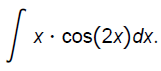 ∫ x · cos(2x)dx.